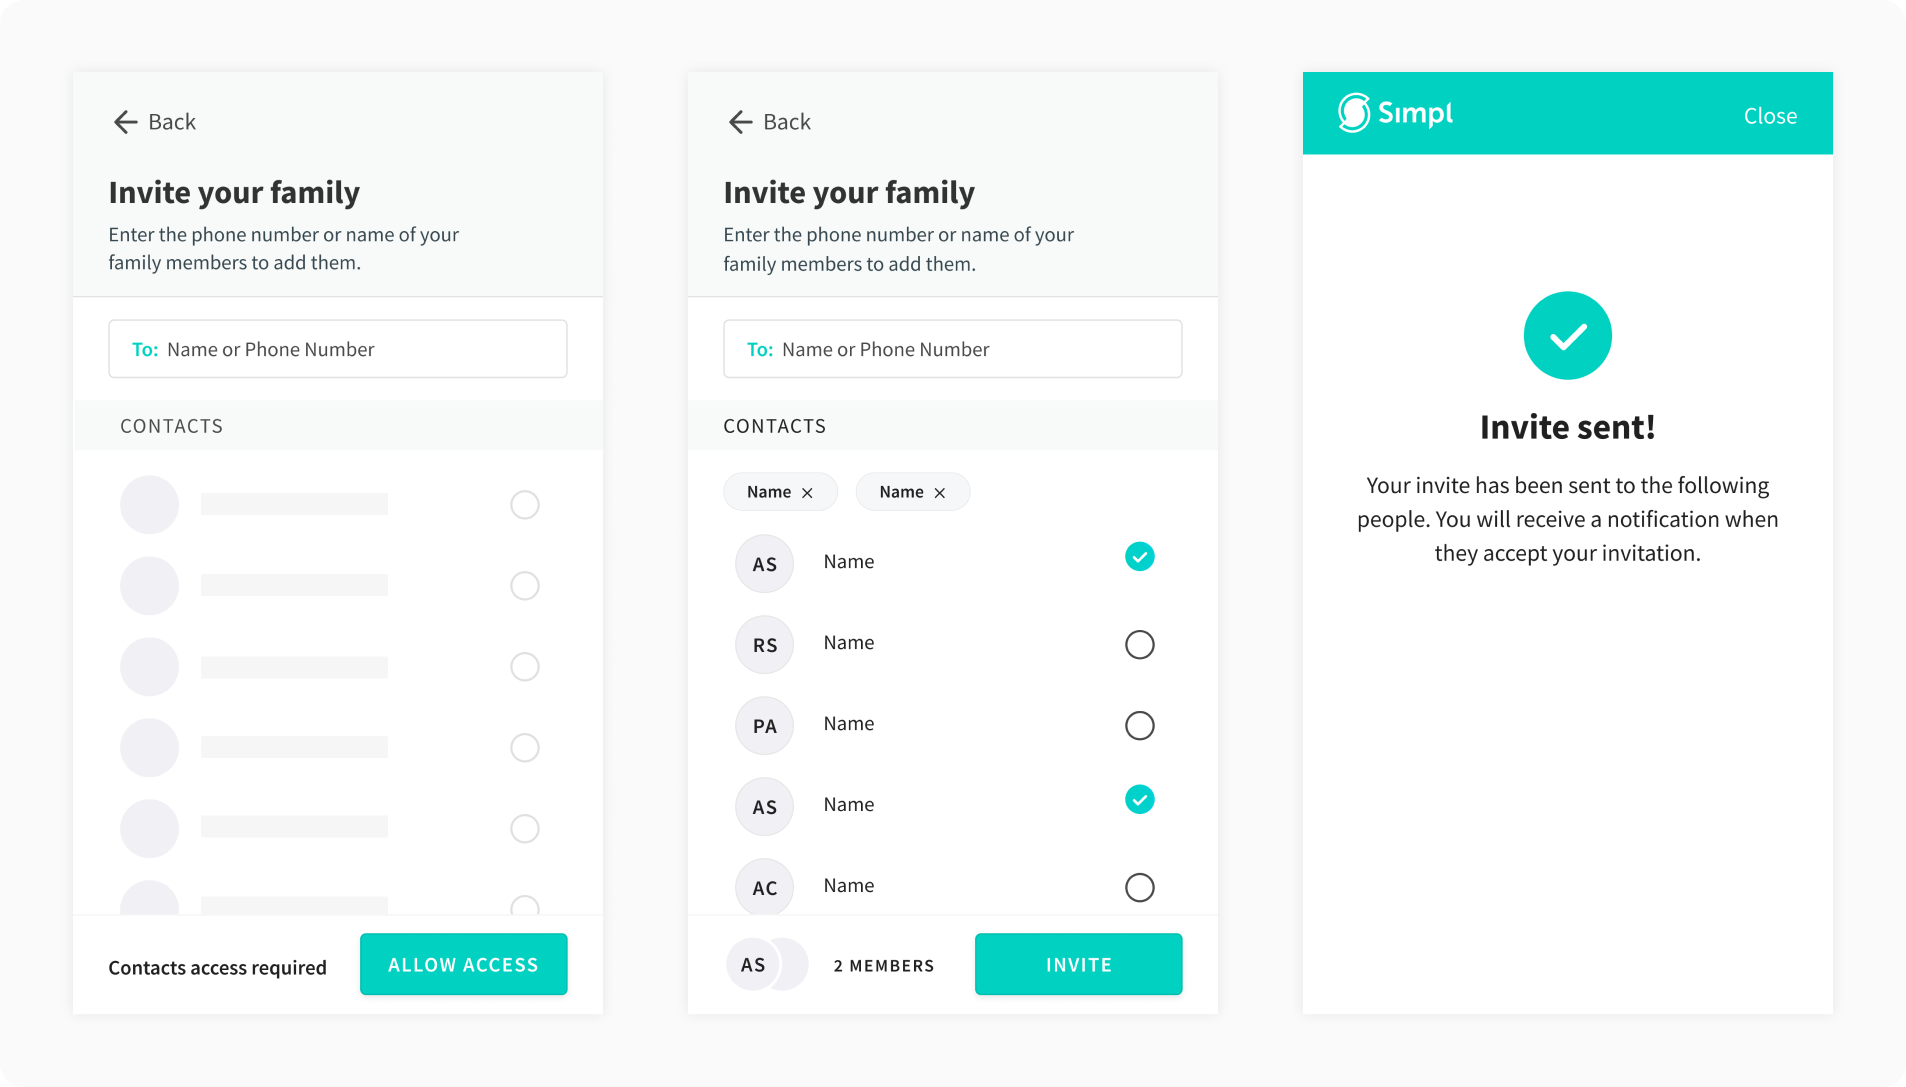 Back
Invite your family
Enter the phone number or name of your
family members to add them.
To: Name or Phone Number
CONTACTS
Contacts access required
ALLOW ACCESS
Back
Invite your family
Enter the phone number or name of your
family members to add them.
To: Name or Phone Number
CONTACTS
Name × Name ×
AS Name
RS Name
PA Name
AS Name
AC Name
AS 2 MEMBERS INVITE
Simpl Close
Invite sent!
Your invite has been sent to the following
people. You will receive a notification when
they accept your invitation.